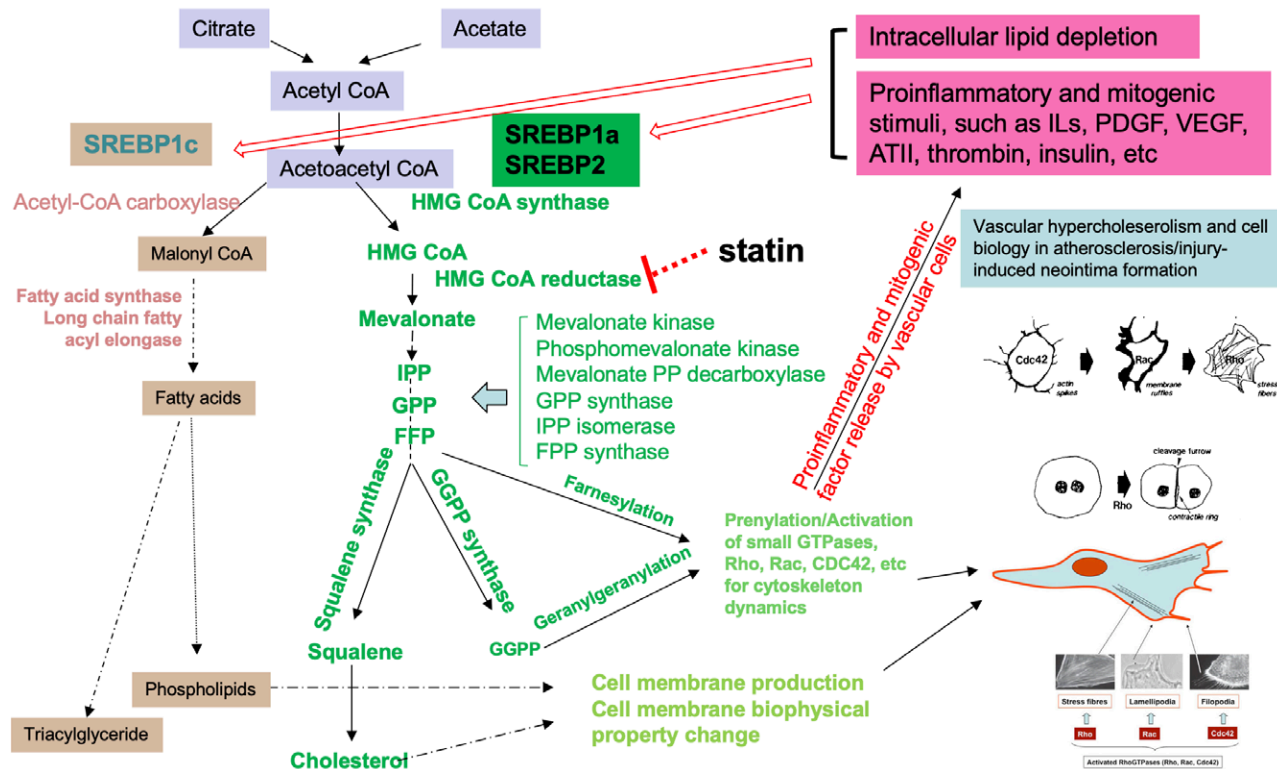 Citrate
Acetate
Intracellular lipid depletion
Acetyl CoA
Proinflammatory and mitogenic
stimuli, such as ILs, PDGF, VEGF,
ATII, thrombin, insulin, etc
SREBP1c
SREBP1a
SREBP2
Acetoacetyl CoA
Acetyl-CoA carboxylase
HMG CoA synthase
Malonyl CoA
HMG CoA
HMG CoA reductase
statin
Proinflammatory and mitogenic
factor release by vascular cells
Vascular hypercholeserolism and cell
biology in atherosclerosis/injury-
induced neointima formation
Fatty acid synthase
Long chain fatty
acyl elongase
Mevalonate
Mevalonate kinase
Phosphomevalonate kinase
Mevalonate PP decarboxylase
GPP synthase
IPP isomerase
FPP synthase
IPP
GPP
FFP
Cdc42
actin
spikes
Rac
membrane
ruffles
Rho
stress
fibers
Fatty acids
Squalene synthase
GGPP synthase
Farnesylation
Geranylgeranylation
cleavage furrow
Rho
contractile ring
Prenylation/Activation
of small GTPases,
Rho, Rac, CDC42, etc
for cytoskeleton
dynamics
Squalene
GGPP
Phospholipids
Cell membrane production
Cell membrane biophysical
property change
Triacylglyceride
Cholesterol
Stress fibres
Lamellipodia
Filopodia
Rho
Rac
Cdc42
Activated RhoGTPases (Rho, Rac, Cdc42)